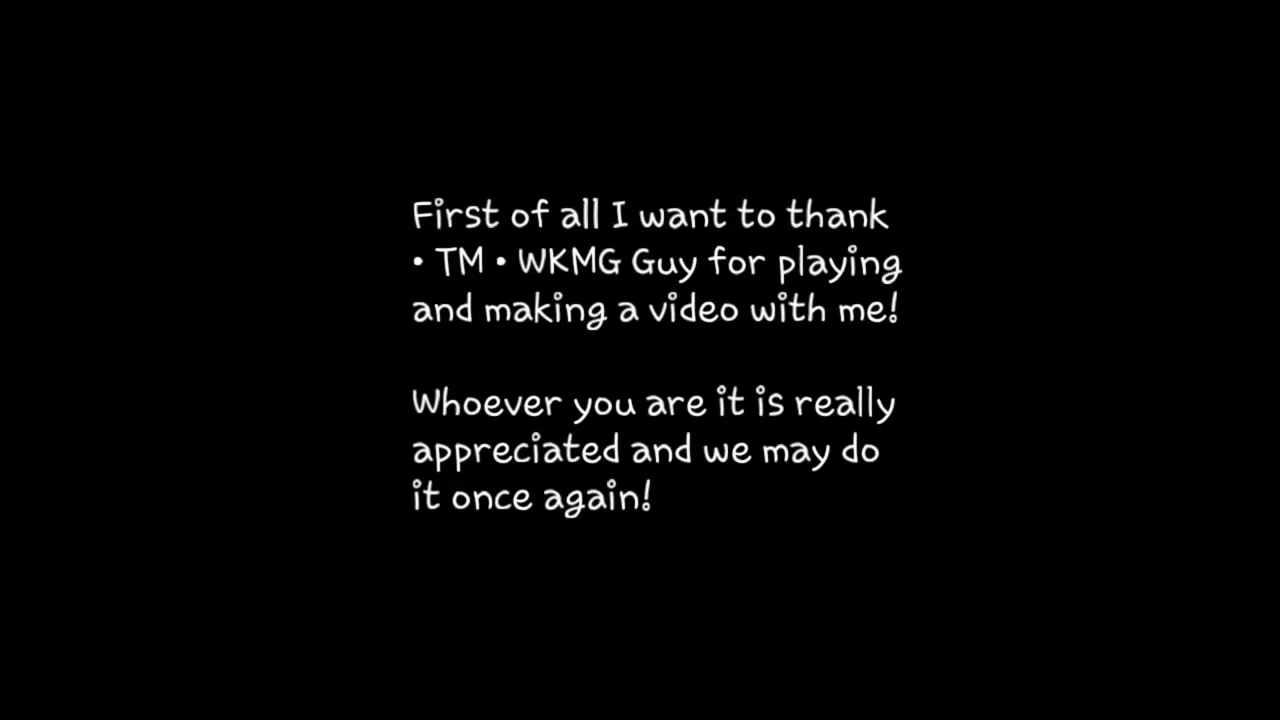 First of all I want to thank
• TM • WKMG Guy for playing
and making a video with me!
Whoever you are it is really
appreciated and we may do
it once again!